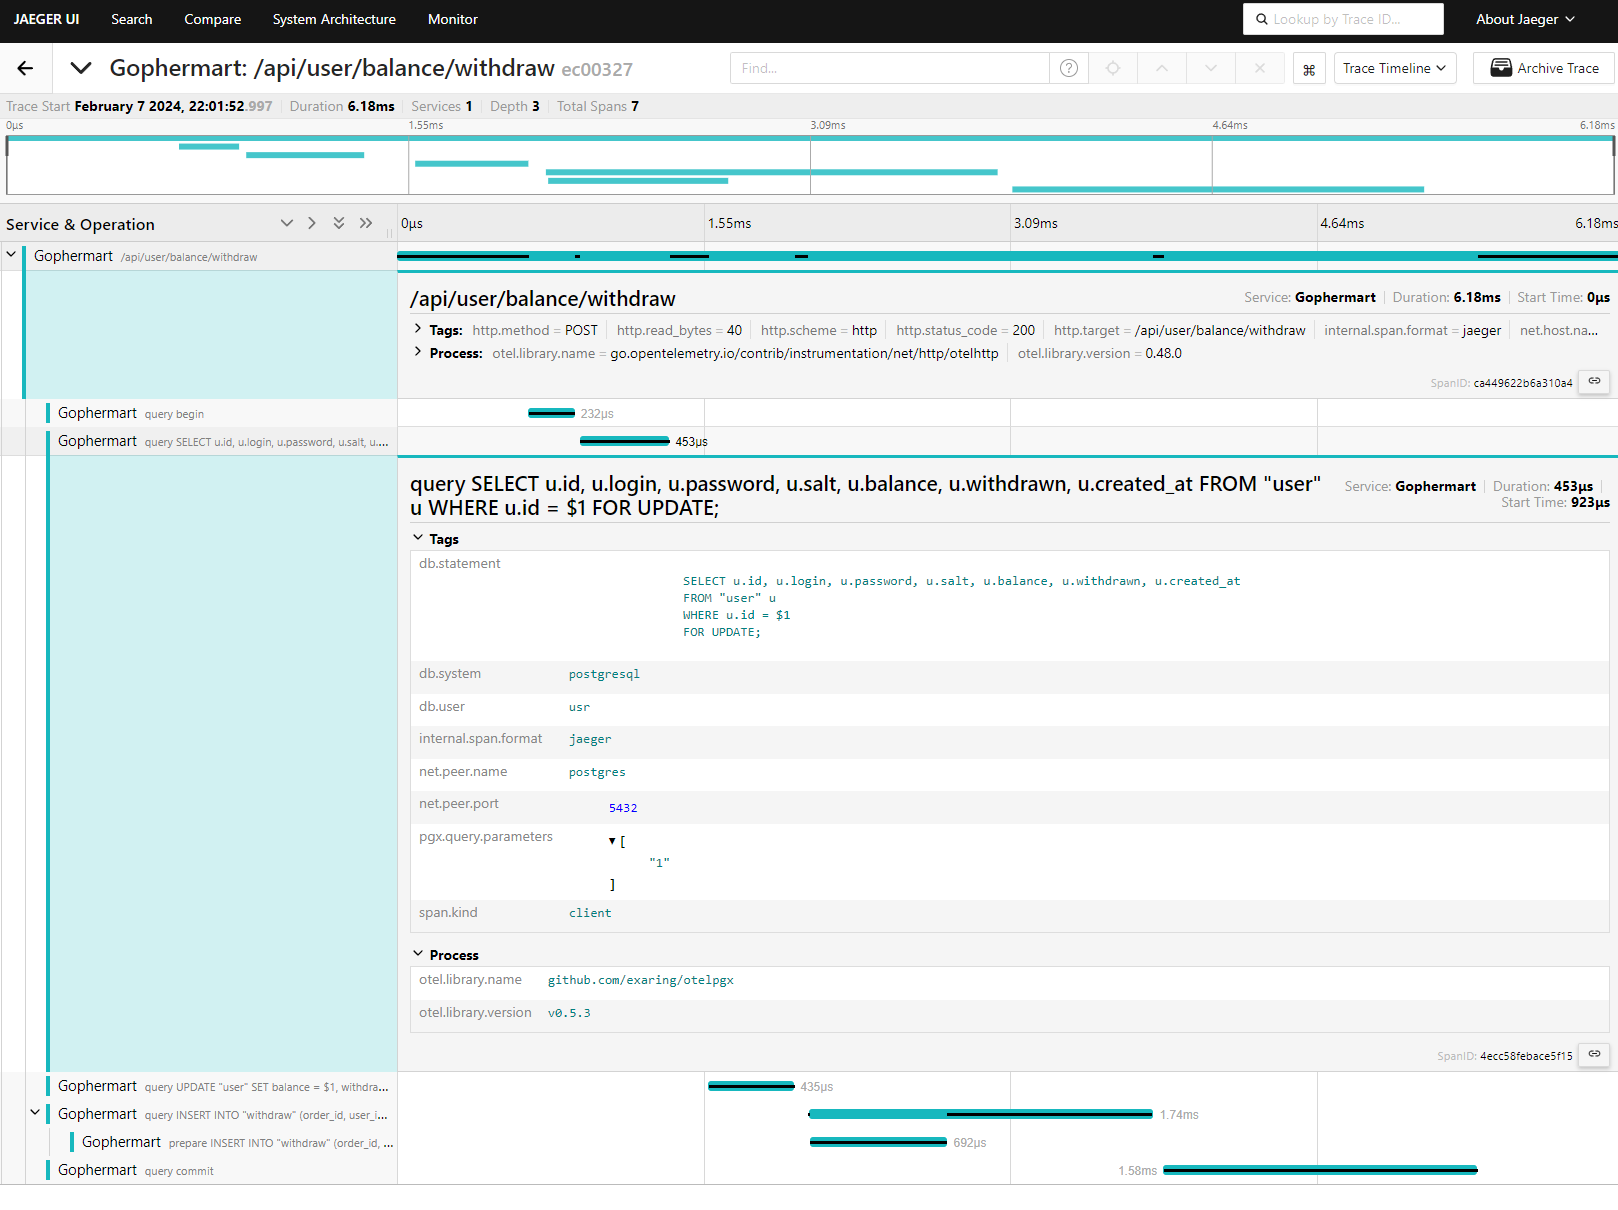 JAEGER UI Search Compare System Architecture Monitor Lookup by Trace ID... About Jaeger
Gophermart: /api/user/balance/withdraw ec00327 Find... ? ⌘ Trace Timeline Archive Trace
Trace Start February 7 2024, 22:01:52.997 Duration 6.18ms Services 1 Depth 3 Total Spans 7
0μs 1.55ms 3.09ms 4.64ms 6.18ms
Service & Operation 0μs 1.55ms 3.09ms 4.64ms 6.18ms
Gophermart /api/user/balance/withdraw
/api/user/balance/withdraw Service: Gophermart Duration: 6.18ms Start Time: 0μs
Tags: http.method = POST http.read_bytes = 40 http.scheme = http http.status_code = 200 http.target = /api/user/balance/withdraw internal.span.format = jaeger net.host.na...
Process: otel.library.name = go.opentelemetry.io/contrib/instrumentation/net/http/otelhttp otel.library.version = 0.48.0
SpanID: ca449622b6a310a4
Gophermart query begin 232μs
Gophermart query SELECT u.id, u.login, u.password, u.salt, u.... 453μs
query SELECT u.id, u.login, u.password, u.salt, u.balance, u.withdrawn, u.created_at FROM "user" Service: Gophermart Duration: 453μs
u WHERE u.id = $1 FOR UPDATE; Start Time: 923μs
Tags
db.statement
SELECT u.id, u.login, u.password, u.salt, u.balance, u.withdrawn, u.created_at
FROM "user" u
WHERE u.id = $1
FOR UPDATE;
db.system postgresql
db.user usr
internal.span.format jaeger
net.peer.name postgres
net.peer.port 5432
pgx.query.parameters [
"1"
]
span.kind client
Process
otel.library.name github.com/exaring/otelpgx
otel.library.version v0.5.3
SpanID: 4ecc58febace5f15
Gophermart query UPDATE "user" SET balance = $1, withdra... 435μs
Gophermart query INSERT INTO "withdraw" (order_id, user_i... 1.74ms
Gophermart prepare INSERT INTO "withdraw" (order_id, ... 692μs
Gophermart query commit 1.58ms